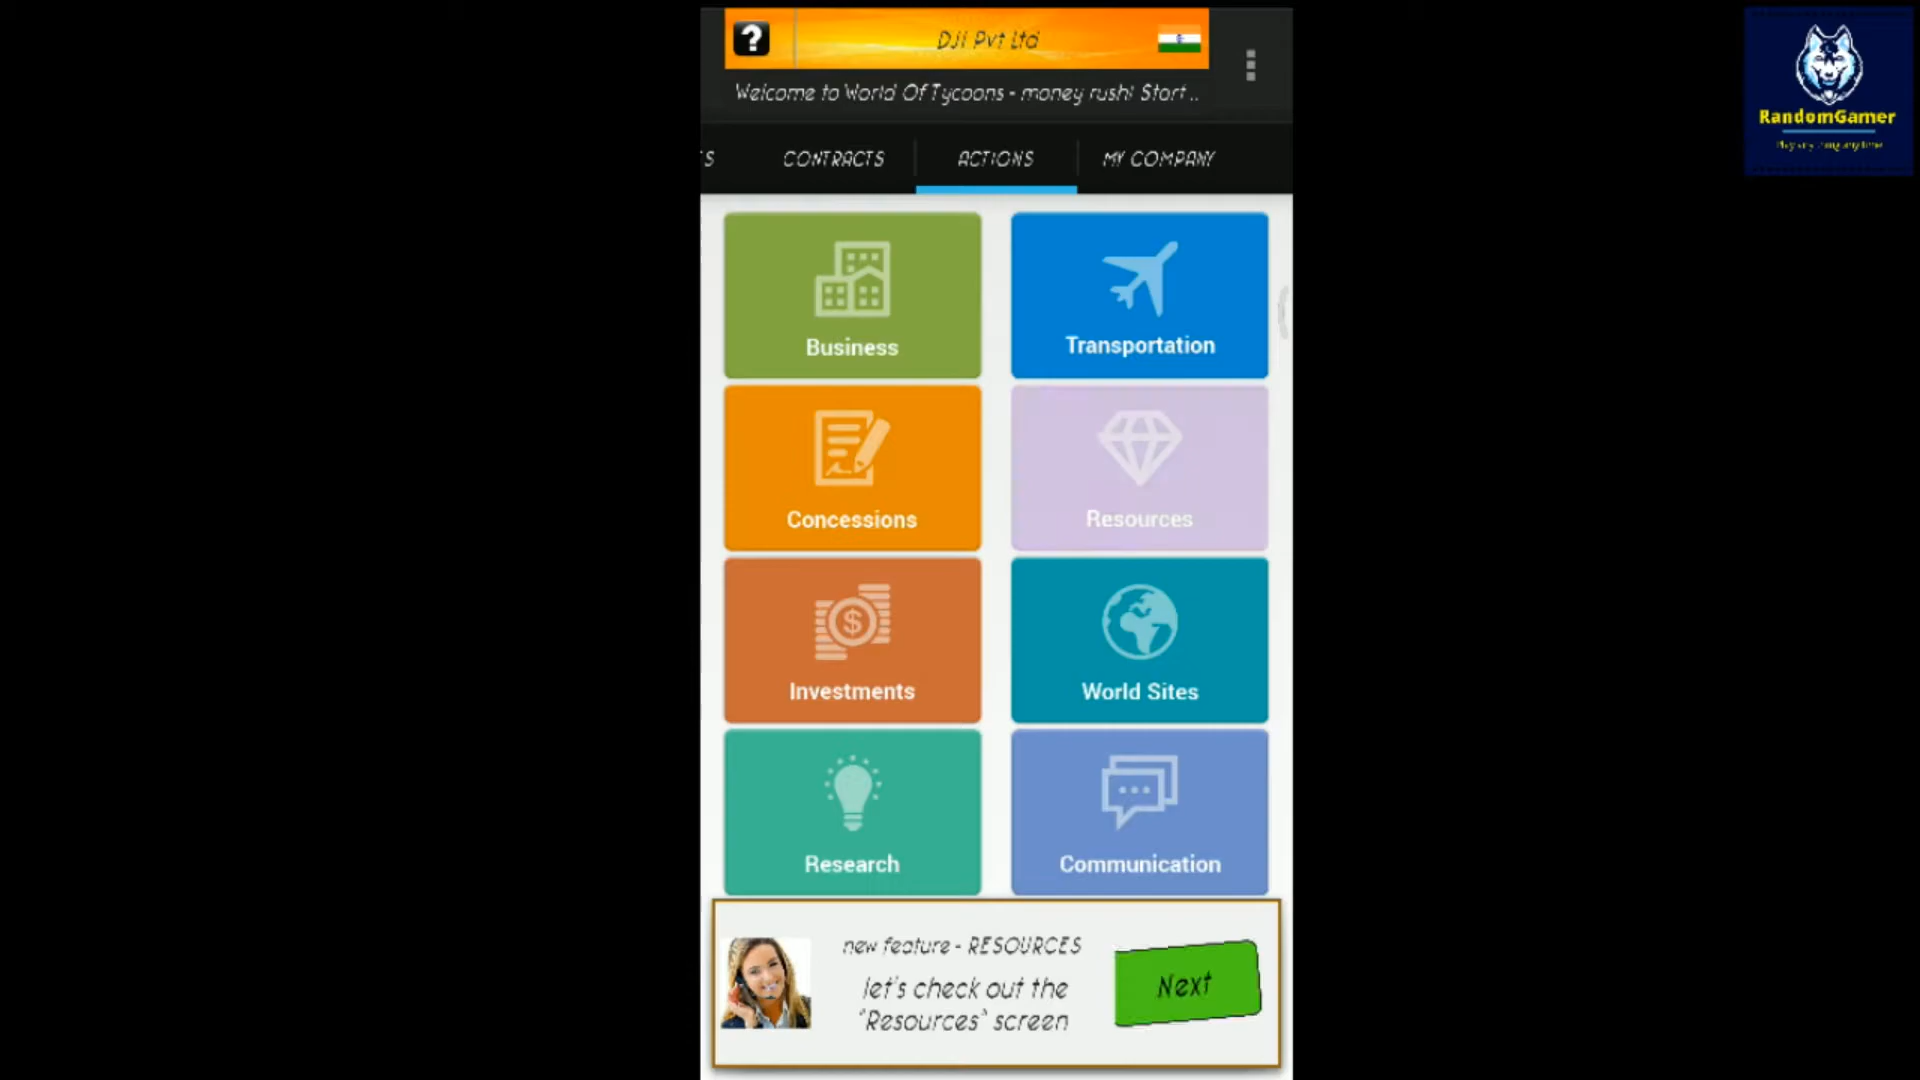 ?
DJI Pvt Ltd
Welcome to World Of Tycoons - money rush! Start ..
S
CONTRACTS
ACTIONS
MY COMPANY
Business
Transportation
Concessions
Resources
$
Investments
World Sites
Research
Communication
new feature - RESOURCES
let's check out the
"Resources" screen
Next
RandomGamer